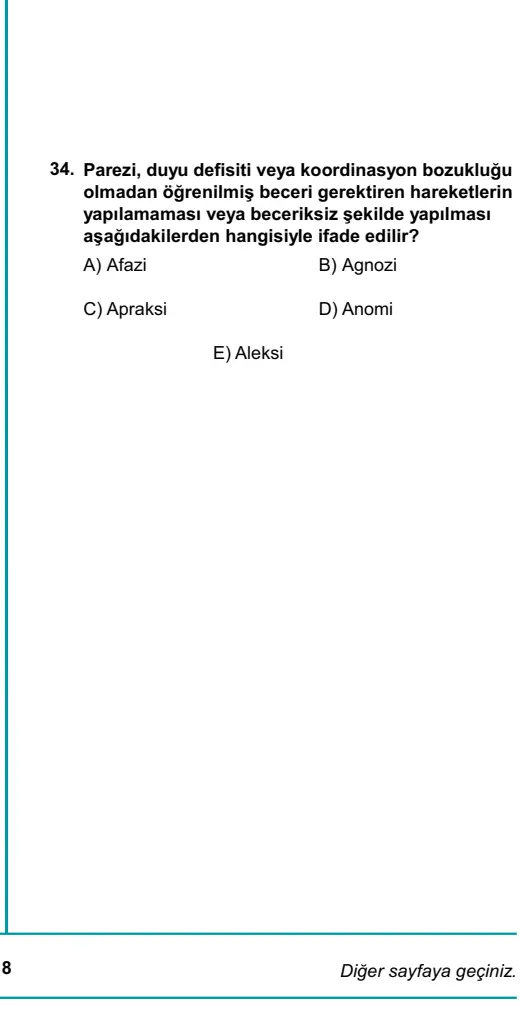 34. Parezi, duyu defisiti veya koordinasyon bozukluğu
olmadan öğrenilmiş beceri gerektiren hareketlerin
yapılamaması veya beceriksiz şekilde yapılması
aşağıdakilerden hangisiyle ifade edilir?
A) Afazi B) Agnozi
C) Apraksi D) Anomi
E) Aleksi
8 Diğer sayfaya geçiniz.